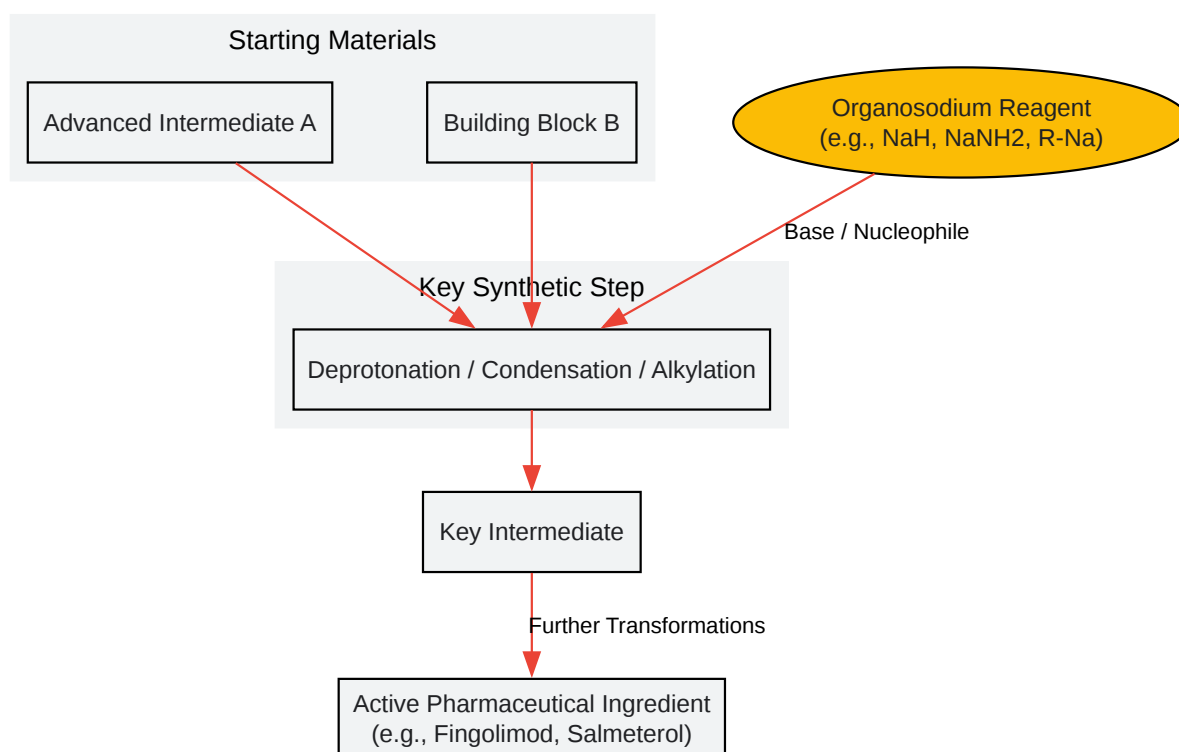 Starting Materials
Advanced Intermediate A
Building Block B
Organosodium Reagent
(e.g., NaH, NaNH2, R-Na)
Base / Nucleophile
Key Synthetic Step
Deprotonation / Condensation / Alkylation
Key Intermediate
Further Transformations
Active Pharmaceutical Ingredient
(e.g., Fingolimod, Salmeterol)